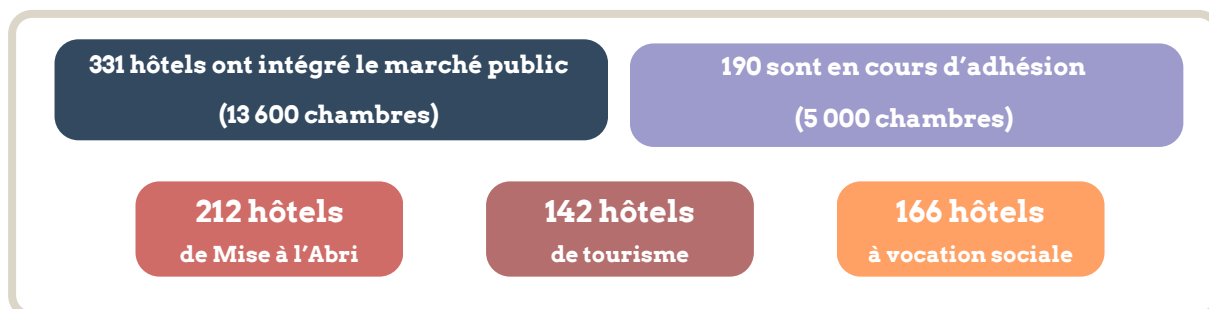 331 hôtels ont intégré le marché public
(13 600 chambres)
190 sont en cours d’adhésion
(5 000 chambres)
212 hôtels
de Mise à l’Abri
142 hôtels
de tourisme
166 hôtels
à vocation sociale